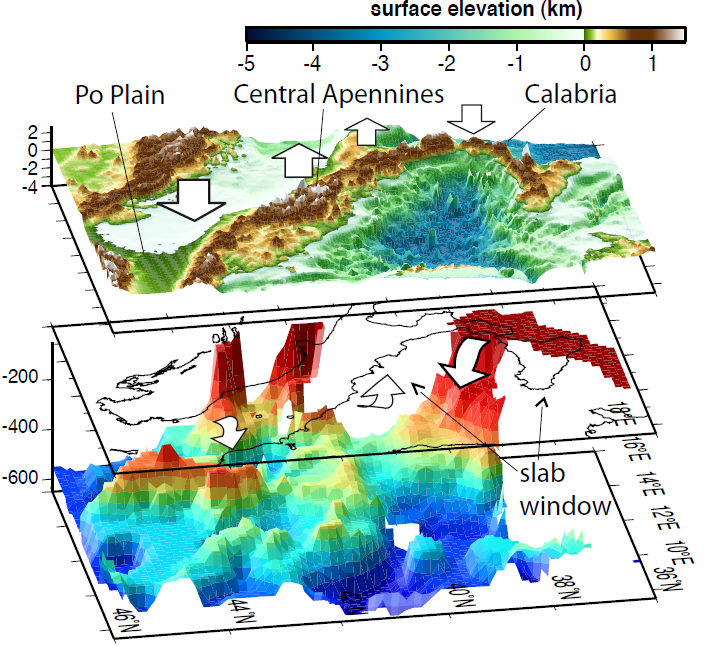 surface elevation (km)
-5 -4 -3 -2 -1 0 1
Po Plain Central Apennines Calabria
2
0
-2
-4
-200
-400
-600
slab
window
18°E
16°E
14°E
12°E
10°E
46°N 44°N 42°N 40°N 38°N 36°N